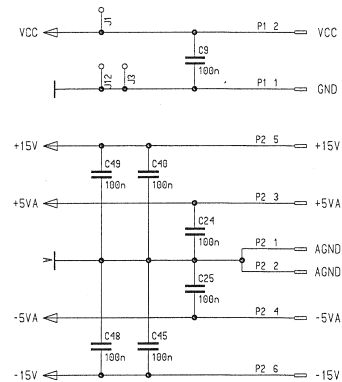 J1
VCC P1 2 VCC
C9
100n
J12 J3
P1 1 GND
+15V P2 5 +15V
C49 C40
100n 100n
+5VA P2 3 +5VA
C24
100n
P2 1 AGND
A
P2 2 AGND
C25
100n
-5VA P2 4 -5VA
C48 C45
100n 100n
-15V P2 6 -15V